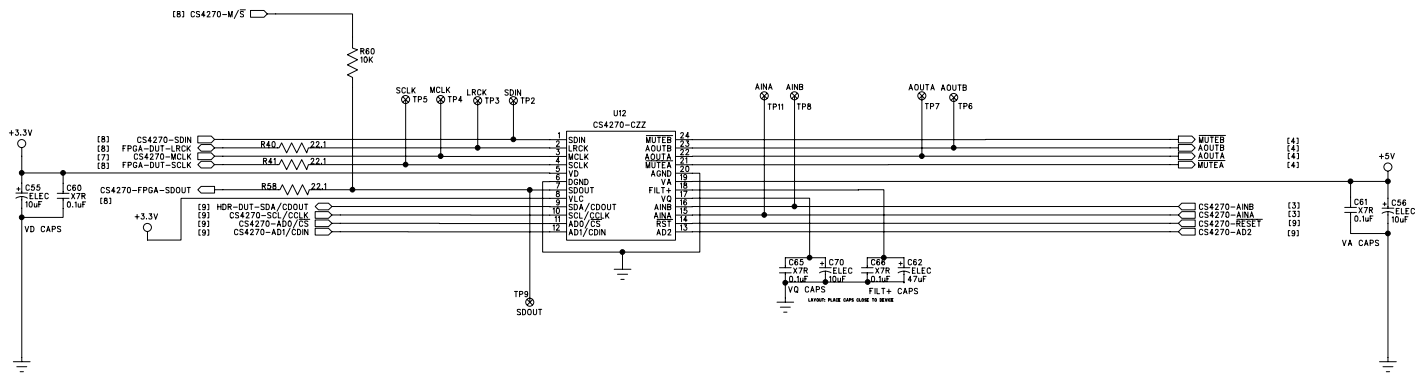 [8] CS4270-M/S
R60
10K
SCLK
TP5
MCLK
TP4
LRCK
TP3
SDIN
TP2
AINA
TP11
AINB
TP8
AOUTA
TP7
AOUTB
TP6
U12
CS4270-CZZ
+3.3V
[8] CS4270-SDIN
[8] FPGA-DUT-LRCK R40 22.1
[7] CS4270-MCLK
[8] FPGA-DUT-SCLK R41 22.1
CS4270-FPGA-SDOUT R58 22.1
[8]
[9] HDR-DUT-SDA/CDOUT
[9] CS4270-SCL/CCLK
[9] CS4270-AD0/CS
[9] CS4270-AD1/CDIN
+3.3V
C55
ELEC
10uF
C60
X7R
0.1uF
VD CAPS
1 SDIN MUTEB 24
2 LRCK AOUTB 23
3 MCLK AOUTA 22
4 SCLK MUTEA 21
5 VD AGND 20
6 DGND VA 19
7 SDOUT FILT+ 18
8 VLC VQ 17
9 SDA/CDOUT AINB 16
10 SCL/CCLK AINA 15
11 AD0/CS RST 14
12 AD1/CDIN AD2 13
MUTEB [4]
AOUTB [4]
AOUTA [4]
MUTEA [4]
CS4270-AINB [3]
CS4270-AINA [3]
CS4270-RESET [9]
CS4270-AD2 [9]
+5V
C61
X7R
0.1uF
C56
ELEC
10uF
VA CAPS
C65
X7R
0.1uF
C70
ELEC
10uF
C66
X7R
0.1uF
C62
ELEC
47uF
VQ CAPS
FILT+ CAPS
LAYOUT: PLACE CAPS CLOSE TO DEVICE
TP9
SDOUT